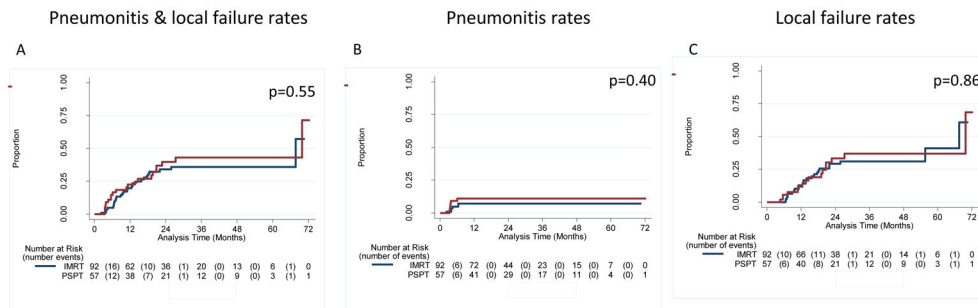 Pneumonitis & local failure rates
A
p=0.55
1.00
0.75
0.50
0.25
0.00
Proportion
0 12 24 36 48 60 72
Analysis Time (Months)
Number at Risk
(number events)
IMRT 92 (16) 62 (10) 36 (1) 20 (0) 13 (0) 6 (1) 0
PSPT 57 (12) 38 (7) 21 (1) 12 (0) 9 (0) 3 (1) 1
Pneumonitis rates
B
p=0.40
1.00
0.75
0.50
0.25
0.00
Proportion
0 12 24 36 48 60 72
Analysis Time (Months)
Number at Risk
(number events)
IMRT 92 (6) 72 (0) 44 (0) 23 (0) 15 (0) 7 (0) 0
PSPT 57 (6) 41 (0) 29 (0) 17 (0) 11 (0) 4 (0) 1
Local failure rates
C
p=0.86
1.00
0.75
0.50
0.25
0.00
Proportion
0 12 24 36 48 60 72
Analysis Time (Months)
Number at Risk
(number events)
IMRT 92 (10) 66 (11) 38 (1) 21 (0) 14 (1) 6 (1) 0
PSPT 57 (6) 40 (8) 21 (1) 12 (0) 9 (0) 3 (1) 1